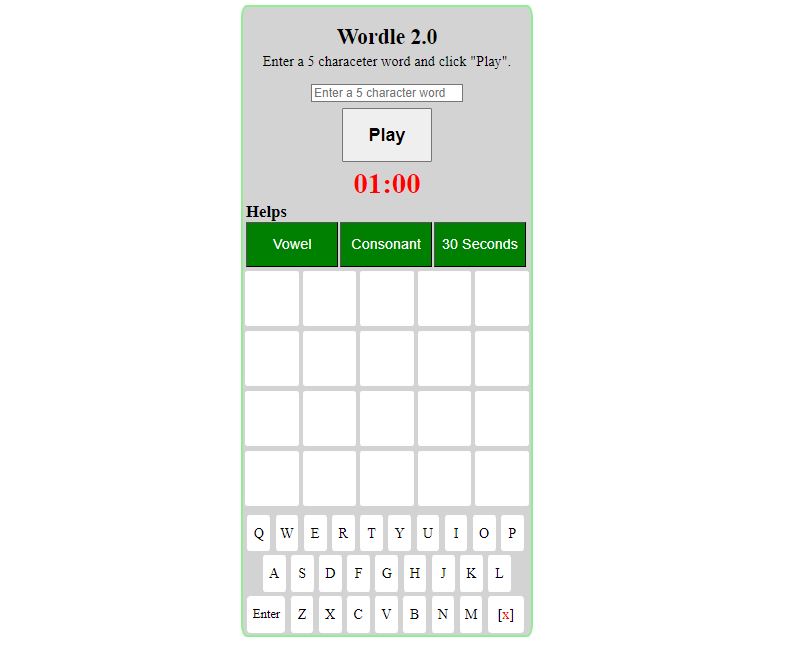 Wordle 2.0
Enter a 5 characeter word and click "Play".
Enter a 5 character word
Play
01:00
Helps
Vowel Consonant 30 Seconds
Q W E R T Y U I O P
A S D F G H J K L
Enter Z X C V B N M [x]